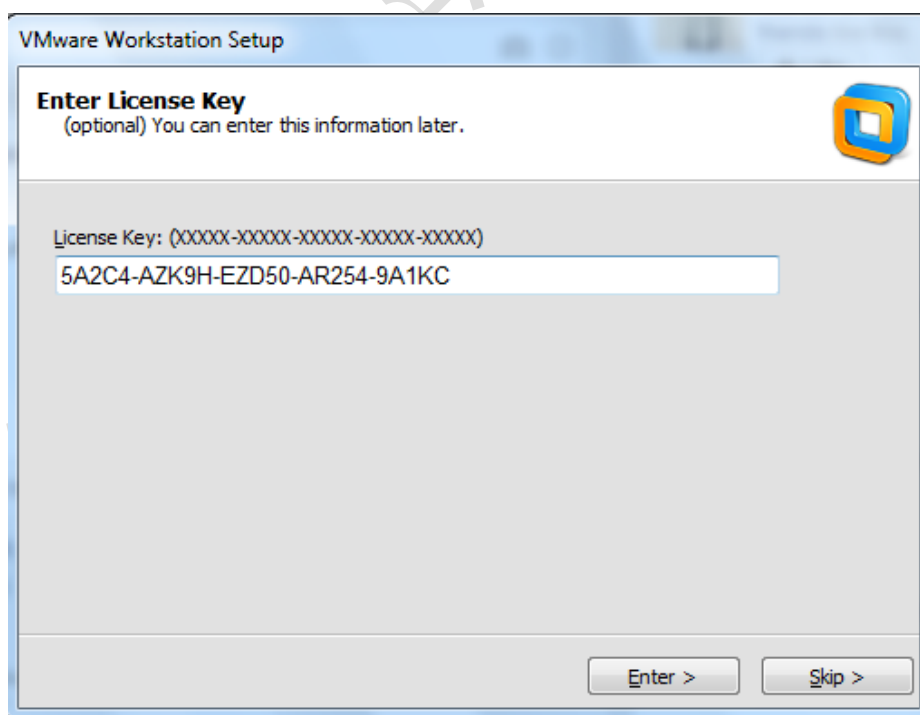 VMware Workstation Setup
Enter License Key
(optional) You can enter this information later.
License Key: (XXXXX-XXXXX-XXXXX-XXXXX-XXXXX)
5A2C4-AZK9H-EZD50-AR254-9A1KC
Enter >
Skip >